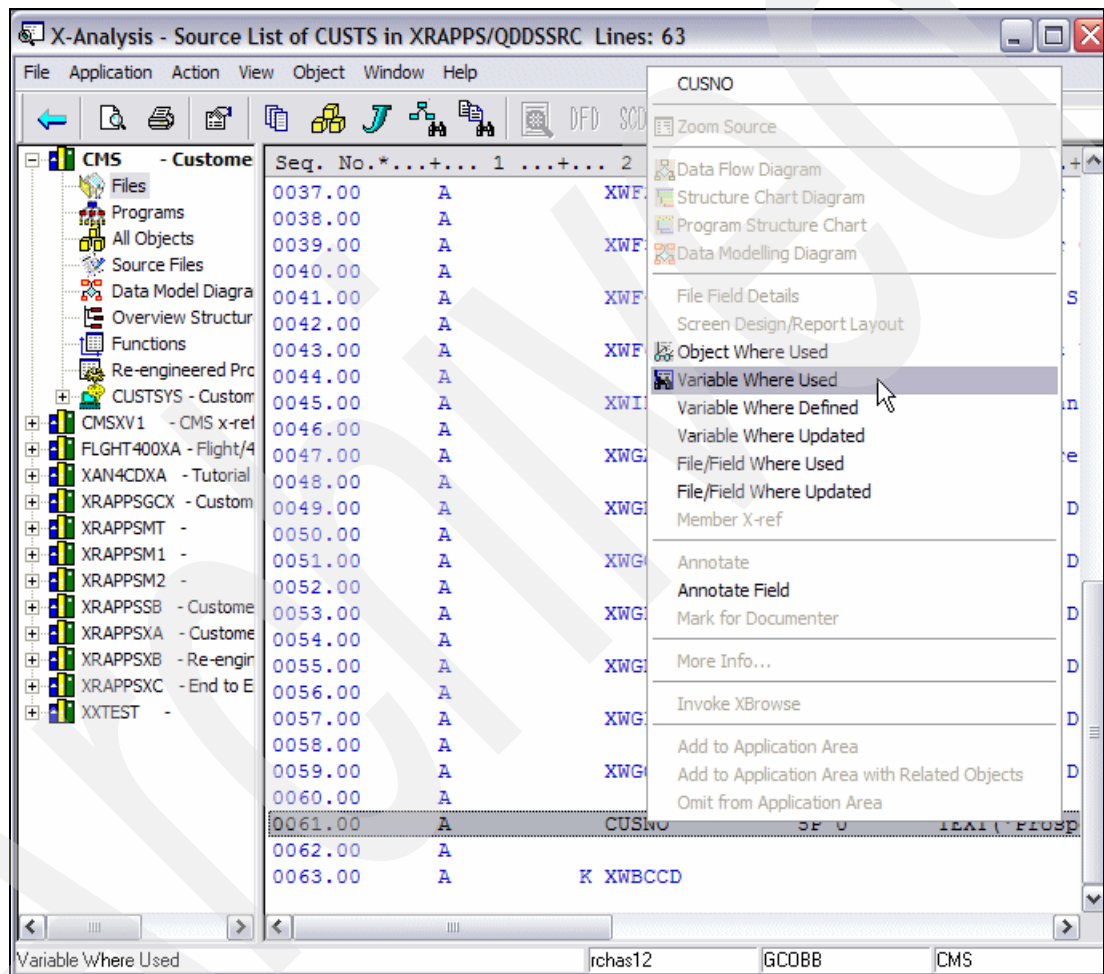 X-Analysis - Source List of CUSTS in XRAPPS/QDDSSRC Lines: 63
File Application Action View Object Window Help
DFD SCD
CMS - Custome
Files
Programs
All Objects
Source Files
Data Model Diagra
Overview Structur
Functions
Re-engineered Pro
CUSTSYS - Custom
CMSXV1 - CMS x-ref
FLGHT400XA - Flight/4
XAN4CDXA - Tutorial
XRAPPSGCX - Custom
XRAPPSMT -
XRAPPSM1 -
XRAPPSM2 -
XRAPPSSB - Custome
XRAPPSXA - Custome
XRAPPSXB - Re-engin
XRAPPSXC - End to E
XXTEST -
Seq. No.*...+... 1 ...+... 2
0037.00 A XWF
0038.00 A
0039.00 A XWF
0040.00 A
0041.00 A XWF S
0042.00 A
0043.00 A XWF
0044.00 A
0045.00 A XWI n
0046.00 A
0047.00 A XWG re
0048.00 A
0049.00 A XWG D
0050.00 A
0051.00 A XWG D
0052.00 A
0053.00 A XWG D
0054.00 A
0055.00 A XWG D
0056.00 A
0057.00 A XWG D
0058.00 A
0059.00 A XWG D
0060.00 A
0061.00 A CUSNO 5P 0 TEXT('Prosp
0062.00 A
0063.00 A K XWBCCD
CUSNO
Zoom Source
Data Flow Diagram
Structure Chart Diagram
Program Structure Chart
Data Modelling Diagram
File Field Details
Screen Design/Report Layout
Object Where Used
Variable Where Used
Variable Where Defined
Variable Where Updated
File/Field Where Used
File/Field Where Updated
Member X-ref
Annotate
Annotate Field
Mark for Documenter
More Info...
Invoke XBrowse
Add to Application Area
Add to Application Area with Related Objects
Omit from Application Area
Variable Where Used rchas12 GCOBB CMS